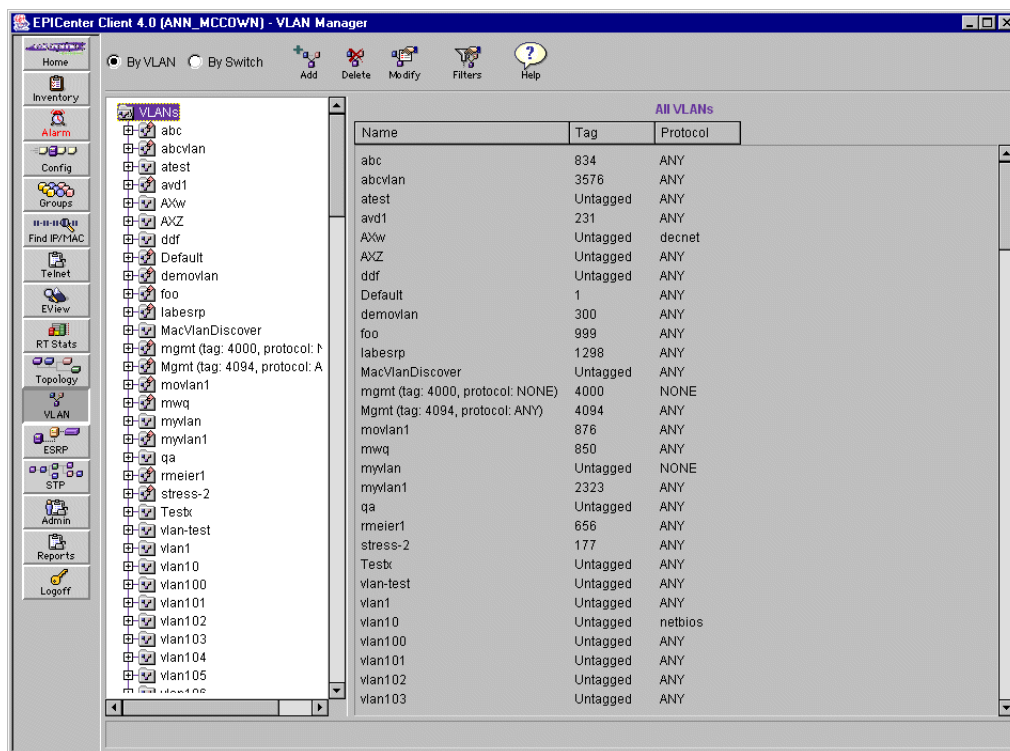 EPICenter Client 4.0 (ANN_MCCOWN) - VLAN Manager
Home
Inventory
Alarm
Config
Groups
Find IP/MAC
Telnet
EView
RT Stats
Topology
VLAN
ESRP
STP
Admin
Reports
Logoff
By VLAN By Switch
Add Delete Modify Filters Help
VLANs
abc
abcvlan
atest
avd1
AXw
AXZ
ddf
Default
demovlan
foo
labesrp
MacVlanDiscover
mgmt (tag: 4000, protocol:
Mgmt (tag: 4094, protocol: A
movlan1
mwq
myvlan
myvlan1
qa
rmeier1
stress-2
Testx
vlan-test
vlan1
vlan10
vlan100
vlan101
vlan102
vlan103
vlan104
vlan105
All VLANs
Name Tag Protocol
abc 834 ANY
abcvlan 3576 ANY
atest Untagged ANY
avd1 231 ANY
AXw Untagged decnet
AXZ Untagged ANY
ddf Untagged ANY
Default 1 ANY
demovlan 300 ANY
foo 999 ANY
labesrp 1298 ANY
MacVlanDiscover Untagged ANY
mgmt (tag: 4000, protocol: NONE) 4000 NONE
Mgmt (tag: 4094, protocol: ANY) 4094 ANY
movlan1 876 ANY
mwq 850 ANY
myvlan Untagged NONE
myvlan1 2323 ANY
qa Untagged ANY
rmeier1 656 ANY
stress-2 177 ANY
Testx Untagged ANY
vlan-test Untagged ANY
vlan1 Untagged ANY
vlan10 Untagged netbios
vlan100 Untagged ANY
vlan101 Untagged ANY
vlan102 Untagged ANY
vlan103 Untagged ANY